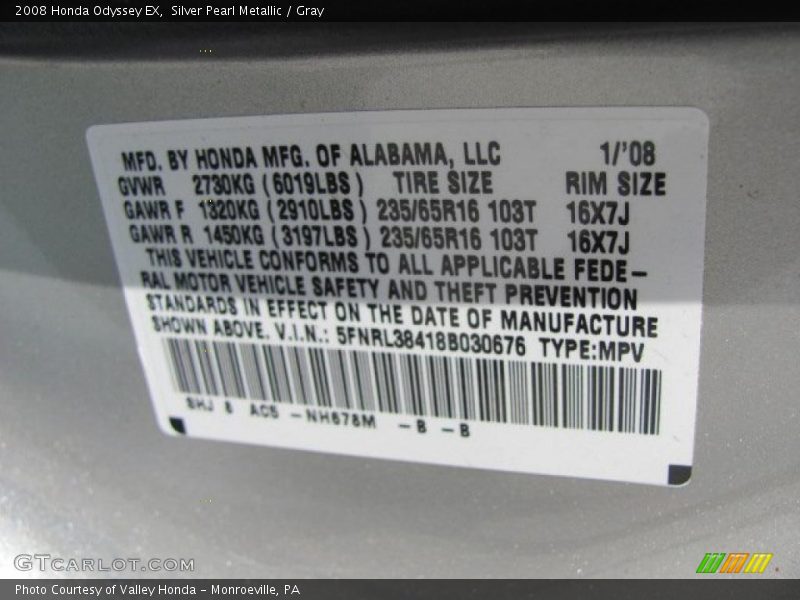 2008 Honda Odyssey EX, Silver Pearl Metallic / Gray
MFD. BY HONDA MFG. OF ALABAMA, LLC 1/'08
GVWR 2730KG (6019LBS) TIRE SIZE RIM SIZE
GAWR F 1320KG (2910LBS) 235/65R16 103T 16X7J
GAWR R 1450KG (3197LBS) 235/65R16 103T 16X7J
THIS VEHICLE CONFORMS TO ALL APPLICABLE FEDE-
RAL MOTOR VEHICLE SAFETY AND THEFT PREVENTION
STANDARDS IN EFFECT ON THE DATE OF MANUFACTURE
SHOWN ABOVE. V.I.N.: 5FNRL38418B030676 TYPE:MPV
SHJ 8 AC5 -NH678M -B -B
GTCARLOT.COM
Photo Courtesy of Valley Honda - Monroeville, PA